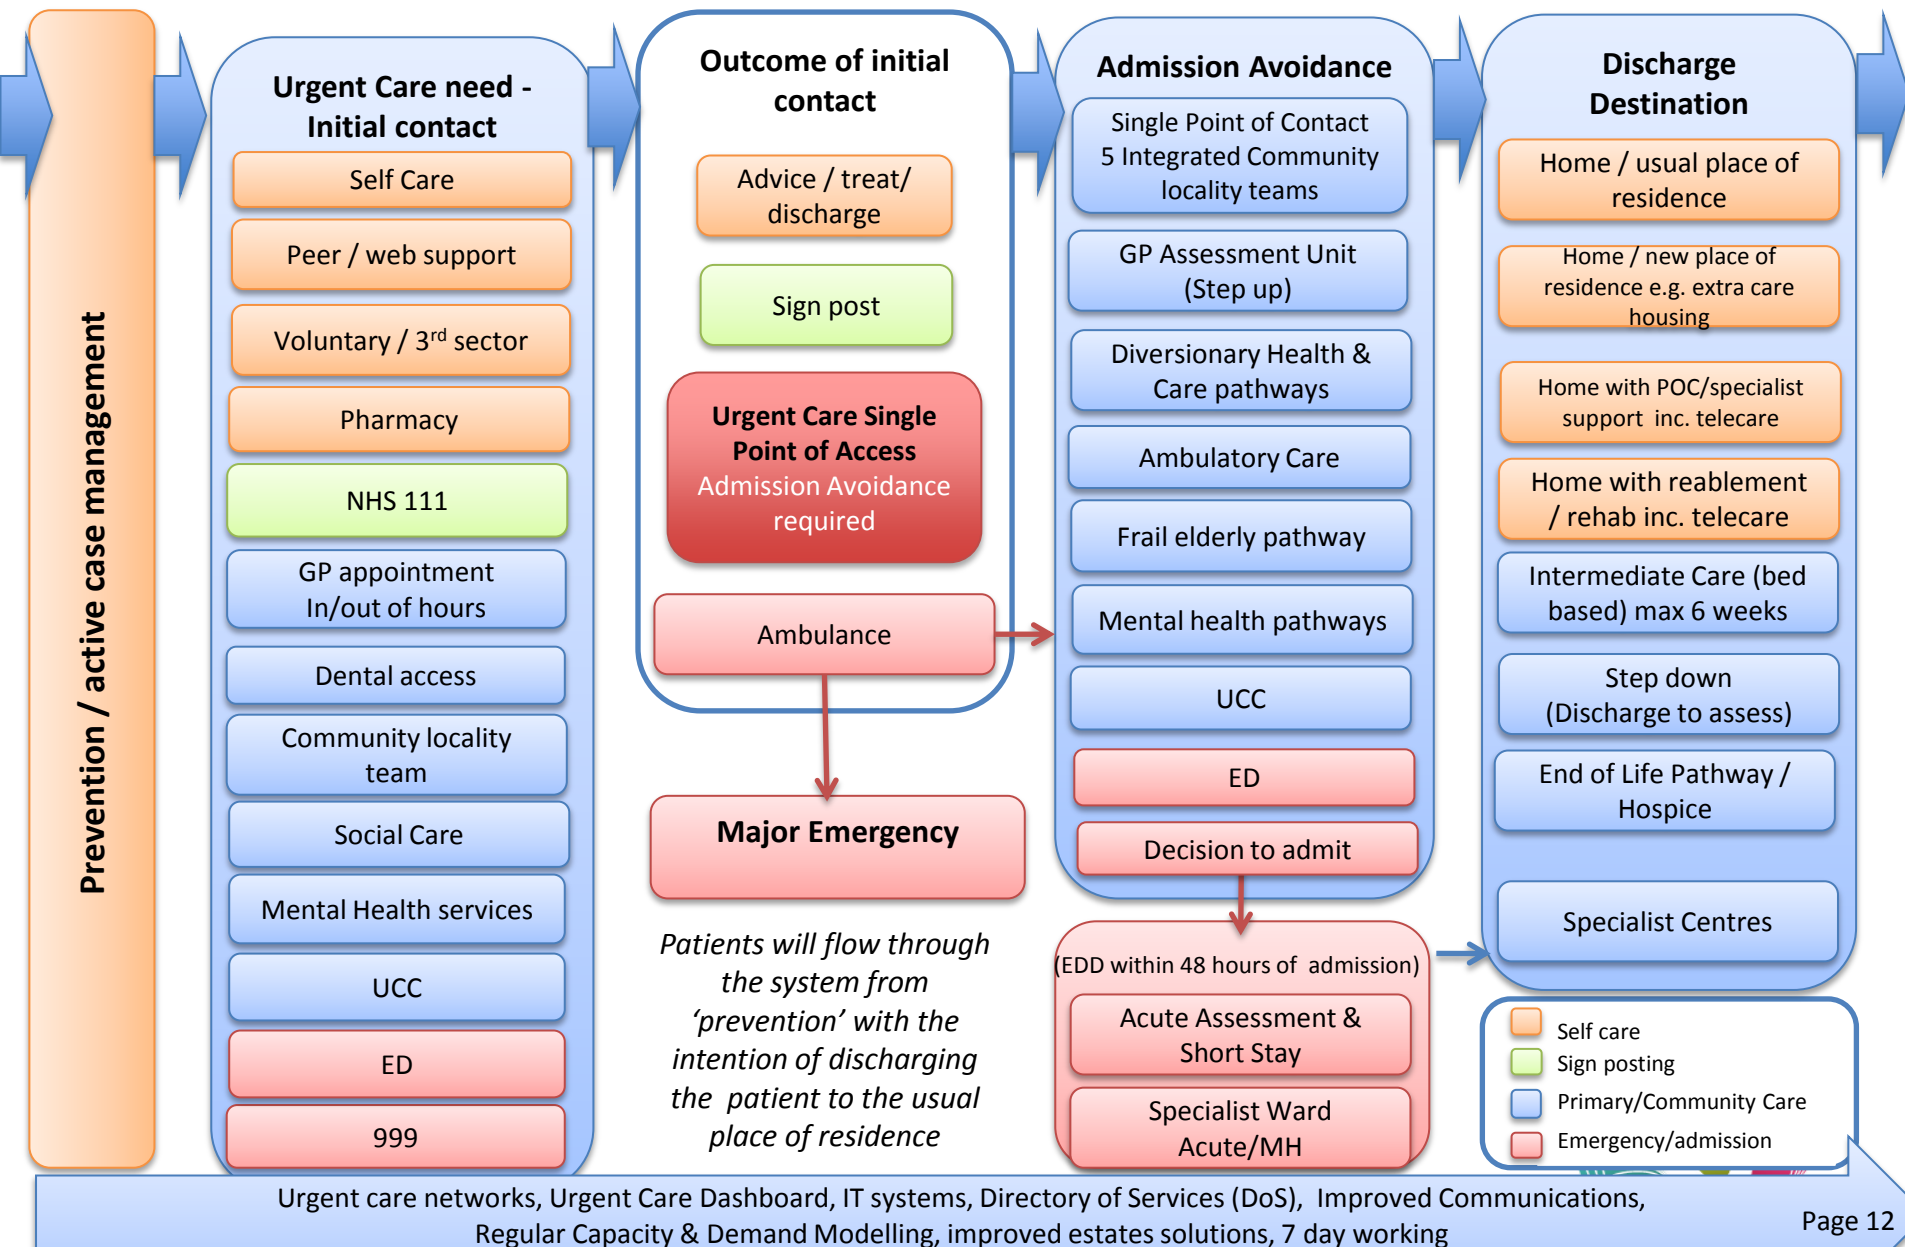 Prevention / active case management
Urgent Care need -
Initial contact
Self Care
Peer / web support
Voluntary / 3rd sector
Pharmacy
NHS 111
GP appointment
In/out of hours
Dental access
Community locality
team
Social Care
Mental Health services
UCC
ED
999
Outcome of initial
contact
Advice / treat/
discharge
Sign post
Urgent Care Single
Point of Access
Admission Avoidance
required
Ambulance
Major Emergency
Patients will flow through
the system from
‘prevention’ with the
intention of discharging
the patient to the usual
place of residence
Admission Avoidance
Single Point of Contact
5 Integrated Community
locality teams
GP Assessment Unit
(Step up)
Diversionary Health &
Care pathways
Ambulatory Care
Frail elderly pathway
Mental health pathways
UCC
ED
Decision to admit
(EDD within 48 hours of admission)
Acute Assessment &
Short Stay
Specialist Ward
Acute/MH
Discharge
Destination
Home / usual place of
residence
Home / new place of
residence e.g. extra care
housing
Home with POC/specialist
support inc. telecare
Home with reablement
/ rehab inc. telecare
Intermediate Care (bed
based) max 6 weeks
Step down
(Discharge to assess)
End of Life Pathway /
Hospice
Specialist Centres
Self care
Sign posting
Primary/Community Care
Emergency/admission
Urgent care networks, Urgent Care Dashboard, IT systems, Directory of Services (DoS), Improved Communications,
Regular Capacity & Demand Modelling, improved estates solutions, 7 day working
Page 12